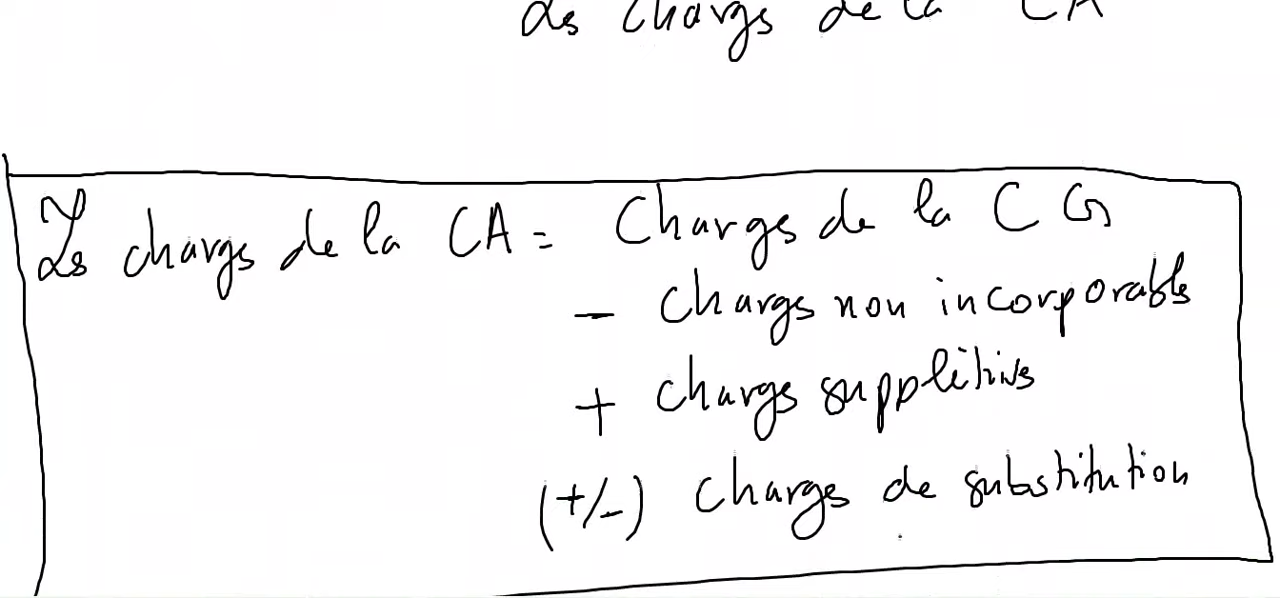 Les charges de la CA
Les charges de la CA = Charges de la CG
- Charges non incorporables
+ Charges supplétives
(+/-) Charges de substitution